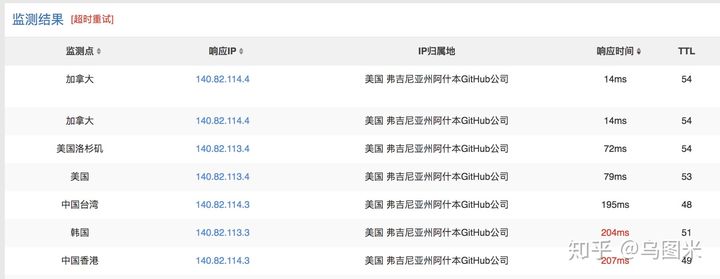 监测结果 [超时重试]
监测点 响应IP IP归属地 响应时间 TTL
加拿大 140.82.114.4 美国 弗吉尼亚州阿什本GitHub公司 14ms 54
加拿大 140.82.114.4 美国 弗吉尼亚州阿什本GitHub公司 14ms 54
美国洛杉矶 140.82.113.4 美国 弗吉尼亚州阿什本GitHub公司 72ms 54
美国 140.82.113.4 美国 弗吉尼亚州阿什本GitHub公司 79ms 53
中国台湾 140.82.114.3 美国 弗吉尼亚州阿什本GitHub公司 195ms 48
韩国 140.82.113.3 美国 弗吉尼亚州阿什本GitHub公司 204ms 51
中国香港 140.82.114.3 美国 弗吉尼亚州阿什本GitHub公司 207ms 49
知乎 @乌图米